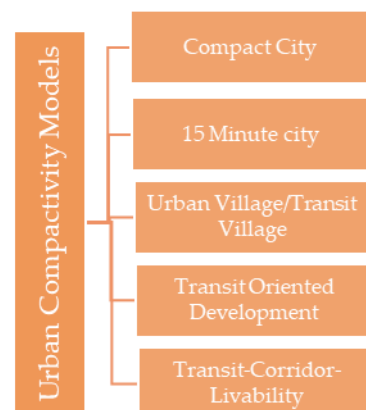 Urban Compactivity Models
Compact City
15 Minute city
Urban Village/Transit
Village
Transit Oriented
Development
Transit-Corridor-
Livability